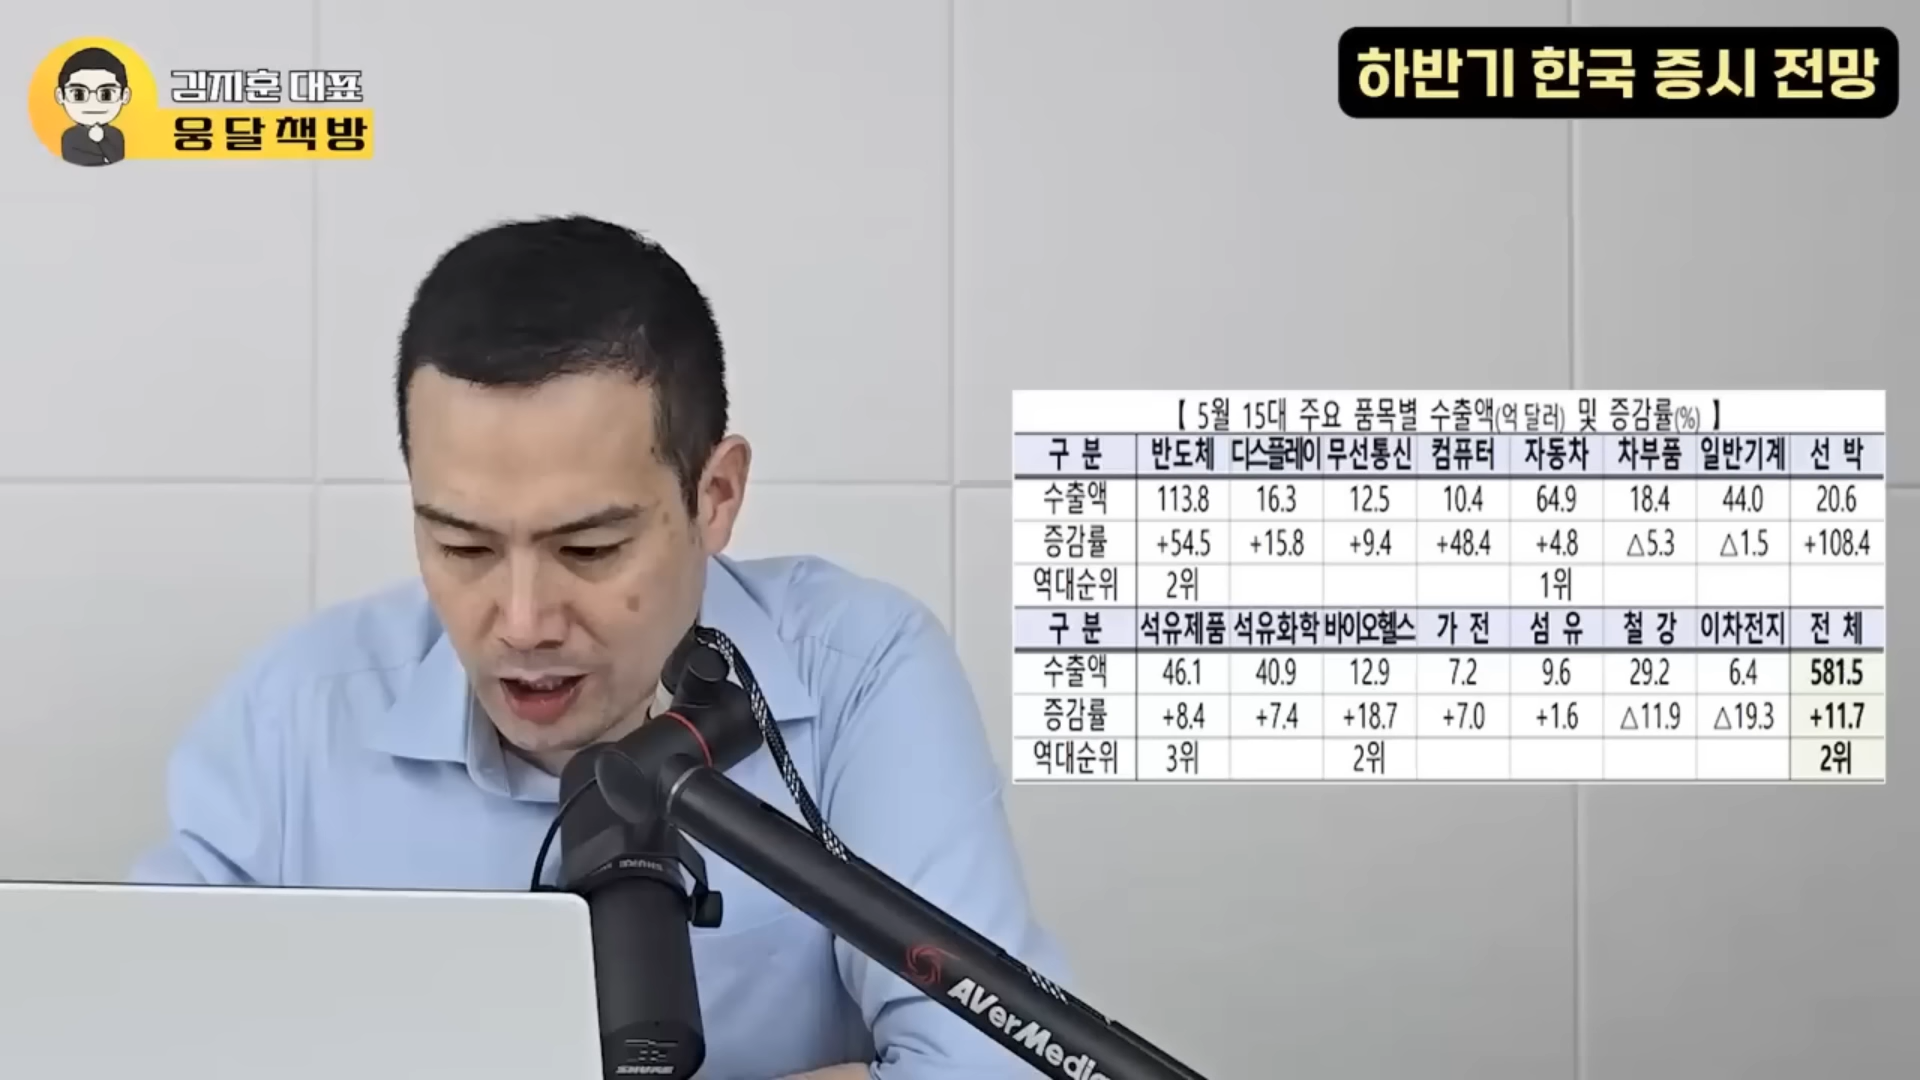 김지훈 대표
웅달책방
하반기 한국 증시 전망
【 5월 15대 주요 품목별 수출액(억 달러) 및 증감률(%) 】
구 분 반도체 디스플레이 무선통신 컴퓨터 자동차 차부품 일반기계 선 박
수출액 113.8 16.3 12.5 10.4 64.9 18.4 44.0 20.6
증감률 +54.5 +15.8 +9.4 +48.4 +4.8 △5.3 △1.5 +108.4
역대순위 2위 1위
구 분 석유제품 석유화학 바이오헬스 가 전 섬 유 철 강 이차전지 전 체
수출액 46.1 40.9 12.9 7.2 9.6 29.2 6.4 581.5
증감률 +8.4 +7.4 +18.7 +7.0 +1.6 △11.9 △19.3 +11.7
역대순위 3위 2위 2위
SHURE
SHURE
AVerMedia